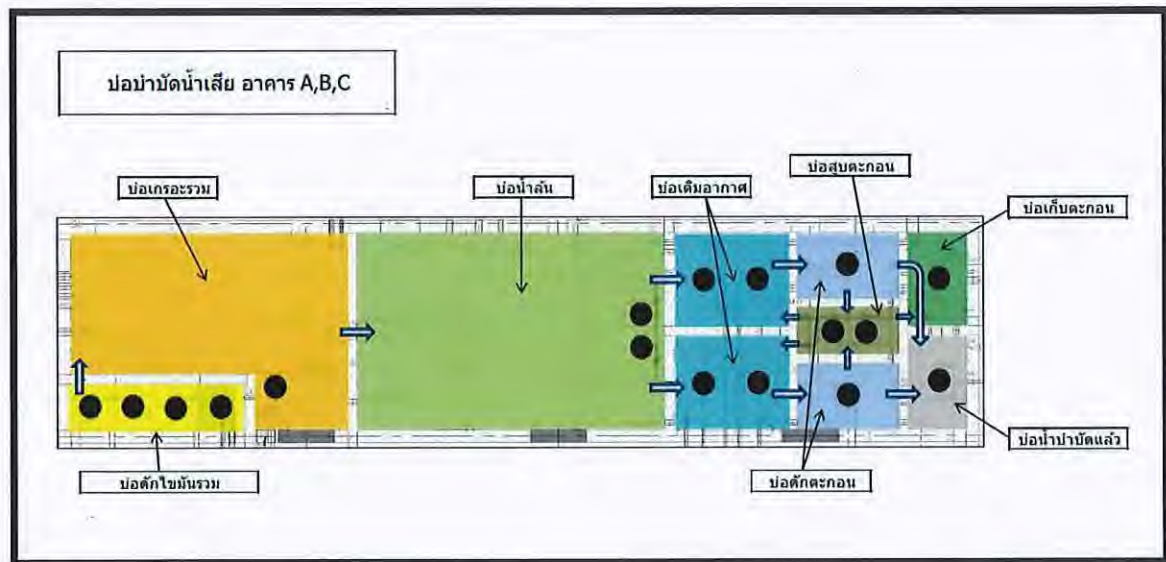 บ่อบำบัดน้ำเสีย อาคาร A,B,C
บ่อสูบตะกอน
บ่อเกรอะรวม
บ่อน้ำล้น
บ่อเติมอากาศ
บ่อเก็บตะกอน
บ่อน้ำบำบัดแล้ว
บ่อดักไขมันรวม
บ่อดักตะกอน